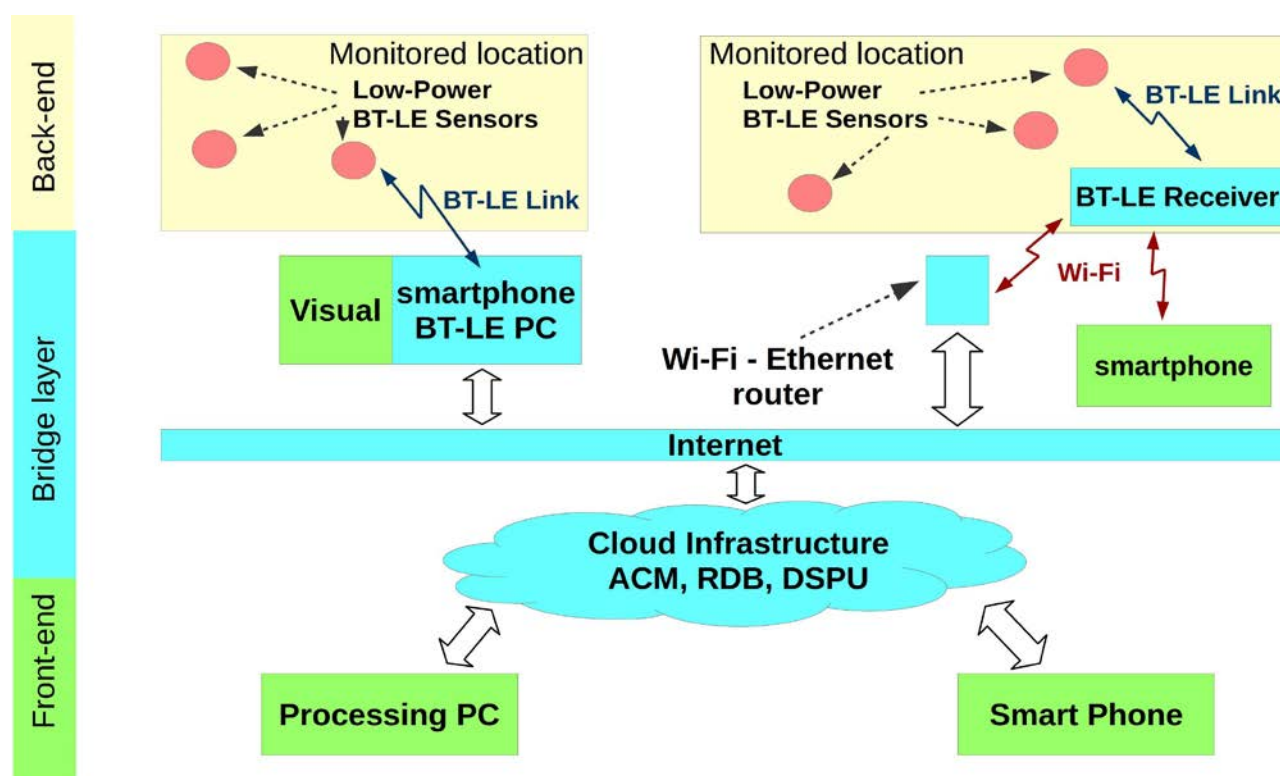 Back-end
Bridge layer
Front-end
Monitored location
Low-Power
BT-LE Sensors
BT-LE Link
Visual
smartphone
BT-LE PC
Monitored location
Low-Power
BT-LE Sensors
BT-LE Link
BT-LE Receiver
Wi-Fi
Wi-Fi - Ethernet
router
smartphone
Internet
Cloud Infrastructure
ACM, RDB, DSPU
Processing PC
Smart Phone